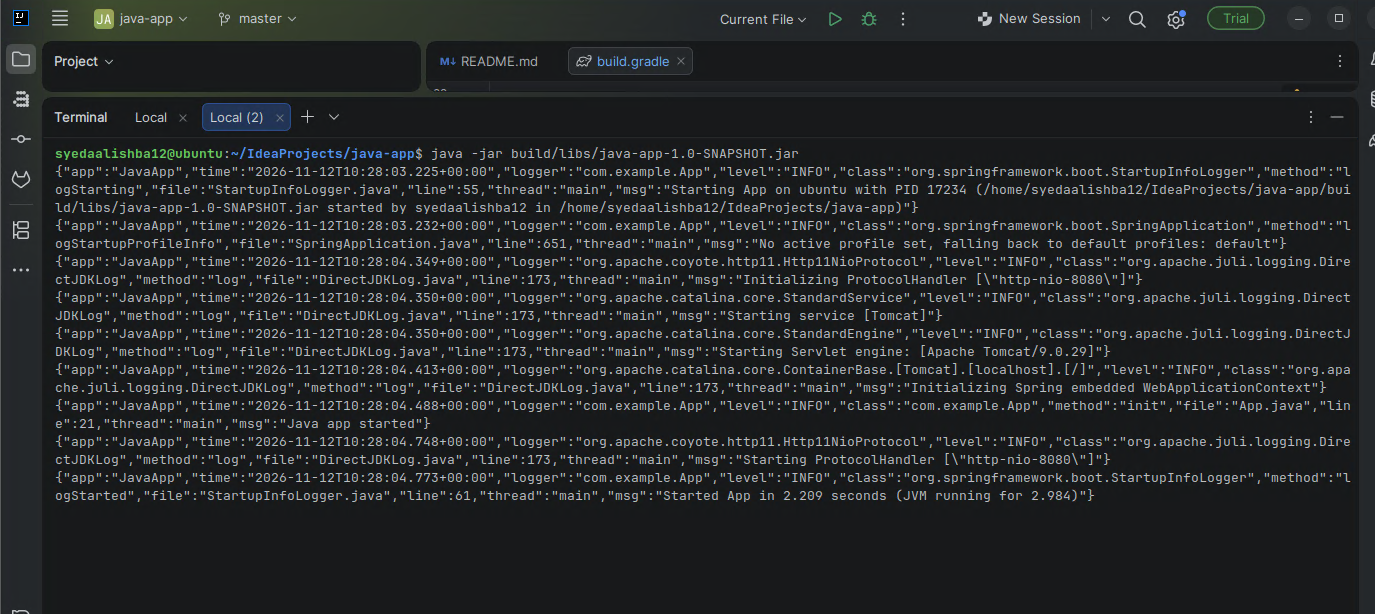 JA java-app master Current File New Session Trial
Project README.md build.gradle
Terminal Local Local (2)
syedaalishba12@ubuntu:~/IdeaProjects/java-app$ java -jar build/libs/java-app-1.0-SNAPSHOT.jar
{"app":"JavaApp","time":"2026-11-12T10:28:03.225+00:00","logger":"com.example.App","level":"INFO","class":"org.springframework.boot.StartupInfoLogger","method":"l
ogStarting","file":"StartupInfoLogger.java","line":55,"thread":"main","msg":"Starting App on ubuntu with PID 17234 (/home/syedaalishba12/IdeaProjects/java-app/bui
ld/libs/java-app-1.0-SNAPSHOT.jar started by syedaalishba12 in /home/syedaalishba12/IdeaProjects/java-app)"}
{"app":"JavaApp","time":"2026-11-12T10:28:03.232+00:00","logger":"com.example.App","level":"INFO","class":"org.springframework.boot.SpringApplication","method":"l
ogStartupProfileInfo","file":"SpringApplication.java","line":651,"thread":"main","msg":"No active profile set, falling back to default profiles: default"}
{"app":"JavaApp","time":"2026-11-12T10:28:04.349+00:00","logger":"org.apache.coyote.http11.Http11NioProtocol","level":"INFO","class":"org.apache.juli.logging.Dire
ctJDKLog","method":"log","file":"DirectJDKLog.java","line":173,"thread":"main","msg":"Initializing ProtocolHandler [\"http-nio-8080\"]"}
{"app":"JavaApp","time":"2026-11-12T10:28:04.350+00:00","logger":"org.apache.catalina.core.StandardService","level":"INFO","class":"org.apache.juli.logging.Direct
JDKLog","method":"log","file":"DirectJDKLog.java","line":173,"thread":"main","msg":"Starting service [Tomcat]"}
{"app":"JavaApp","time":"2026-11-12T10:28:04.350+00:00","logger":"org.apache.catalina.core.StandardEngine","level":"INFO","class":"org.apache.juli.logging.DirectJ
DKLog","method":"log","file":"DirectJDKLog.java","line":173,"thread":"main","msg":"Starting Servlet engine: [Apache Tomcat/9.0.29]"}
{"app":"JavaApp","time":"2026-11-12T10:28:04.413+00:00","logger":"org.apache.catalina.core.ContainerBase.[Tomcat].[localhost].[/]","level":"INFO","class":"org.apa
che.juli.logging.DirectJDKLog","method":"log","file":"DirectJDKLog.java","line":173,"thread":"main","msg":"Initializing Spring embedded WebApplicationContext"}
{"app":"JavaApp","time":"2026-11-12T10:28:04.488+00:00","logger":"com.example.App","level":"INFO","class":"com.example.App","method":"init","file":"App.java","lin
e":21,"thread":"main","msg":"Java app started"}
{"app":"JavaApp","time":"2026-11-12T10:28:04.748+00:00","logger":"org.apache.coyote.http11.Http11NioProtocol","level":"INFO","class":"org.apache.juli.logging.Dire
ctJDKLog","method":"log","file":"DirectJDKLog.java","line":173,"thread":"main","msg":"Starting ProtocolHandler [\"http-nio-8080\"]"}
{"app":"JavaApp","time":"2026-11-12T10:28:04.773+00:00","logger":"com.example.App","level":"INFO","class":"org.springframework.boot.StartupInfoLogger","method":"l
ogStarted","file":"StartupInfoLogger.java","line":61,"thread":"main","msg":"Started App in 2.209 seconds (JVM running for 2.984)"}